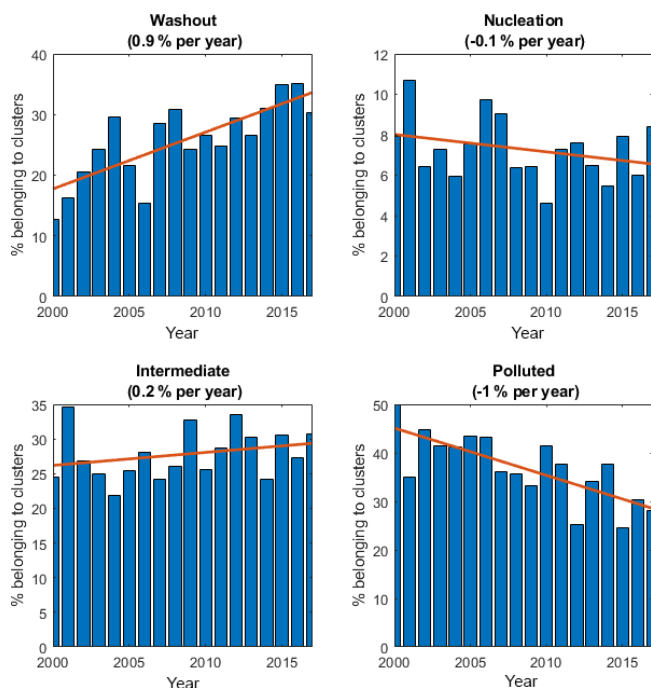 Washout
(0.9 % per year)
40
30
20
10
0
% belonging to clusters
2000
2005
2010
2015
Year
Nucleation
(-0.1 % per year)
12
10
8
6
4
2
0
% belonging to clusters
2000
2005
2010
2015
Year
Intermediate
(0.2 % per year)
35
30
25
20
15
10
5
0
% belonging to clusters
2000
2005
2010
2015
Year
Polluted
(-1 % per year)
50
40
30
20
10
0
% belonging to clusters
2000
2005
2010
2015
Year